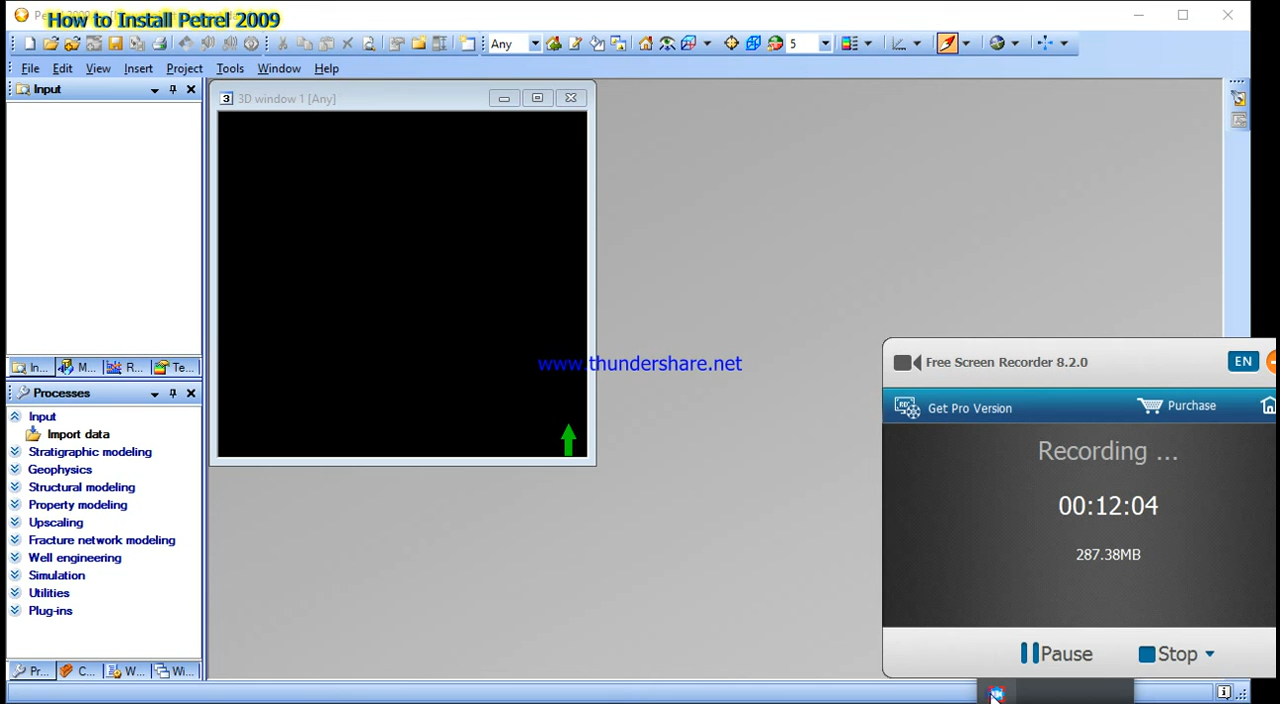 How to Install Petrel 2009
Any
5
File Edit View Insert Project Tools Window Help
Input
3 3D window 1 [Any]
www.thundershare.net
In... M... R... Te...
Processes
Input
Import data
Stratigraphic modeling
Geophysics
Structural modeling
Property modeling
Upscaling
Fracture network modeling
Well engineering
Simulation
Utilities
Plug-ins
Pr... C... W... Wi...
Free Screen Recorder 8.2.0 EN
REC Get Pro Version Purchase
Recording ...
00:12:04
287.38MB
Pause Stop